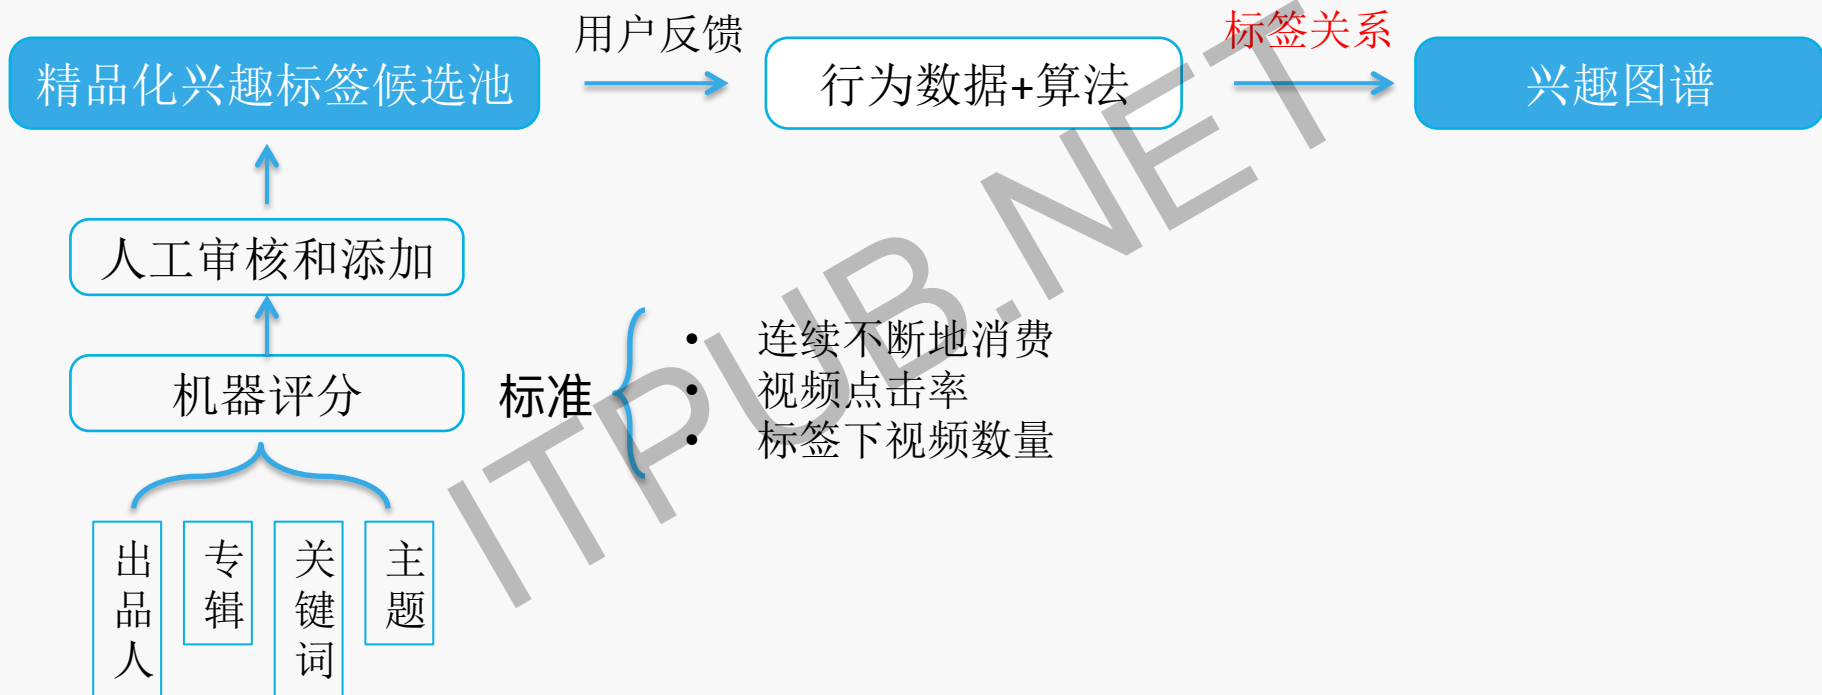 用户反馈
标签关系
精品化兴趣标签候选池
行为数据+算法
兴趣图谱
人工审核和添加
机器评分
标准
• 连续不断地消费
• 视频点击率
• 标签下视频数量
出品人
专辑
关键词
主题
ITPUB.NET